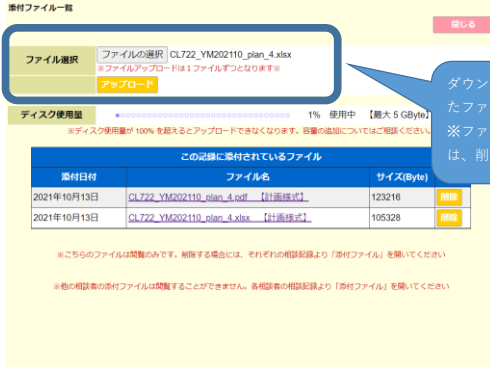 添付ファイル一覧
閉じる
ファイル選択 ファイルの選択 CL722_YM202110_plan_4.xlsx
※ファイルアップロードは1ファイルずつとなります※
アップロード
ダウン
たファ
※ファ
は、削
ディスク使用量 1% 使用中 【最大 5 GByte】
※ディスク使用量が 100% を超えるとアップロードできなくなります。容量の追加についてはご相談ください。
この記録に添付されているファイル
添付日付 ファイル名 サイズ(Byte)
2021年10月13日 CL722_YM202110_plan_4.pdf 【計画様式】 123216 削除
2021年10月13日 CL722_YM202110_plan_4.xlsx 【計画様式】 105328 削除
※こちらのファイルは閲覧のみです。削除する場合には、それぞれの相談記録より「添付ファイル」を開いてください
※他の相談者の添付ファイルは閲覧することができません。各相談者の相談記録より「添付ファイル」を開いてください